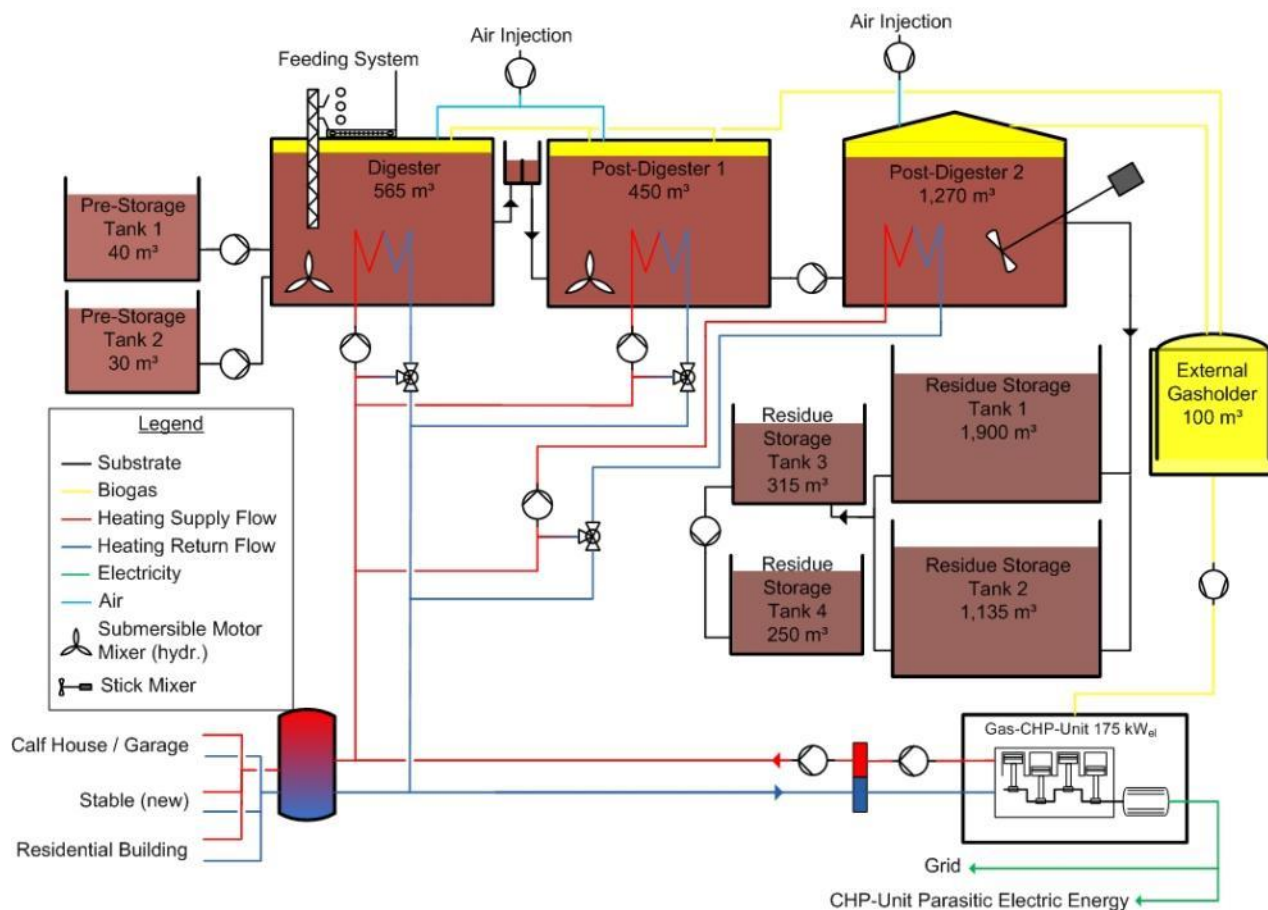 Air Injection
Air Injection
Feeding System
Digester
565 m³
Post-Digester 1
450 m³
Post-Digester 2
1,270 m³
Pre-Storage
Tank 1
40 m³
Pre-Storage
Tank 2
30 m³
External
Gasholder
100 m³
Residue Storage
Tank 1
1,900 m³
Residue
Storage
Tank 3
315 m³
Residue Storage
Tank 2
1,135 m³
Residue
Storage
Tank 4
250 m³
Legend
Substrate
Biogas
Heating Supply Flow
Heating Return Flow
Electricity
Air
Submersible Motor
Mixer (hydr.)
Stick Mixer
Calf House / Garage
Stable (new)
Residential Building
Gas-CHP-Unit 175 kWel
Grid
CHP-Unit Parasitic Electric Energy